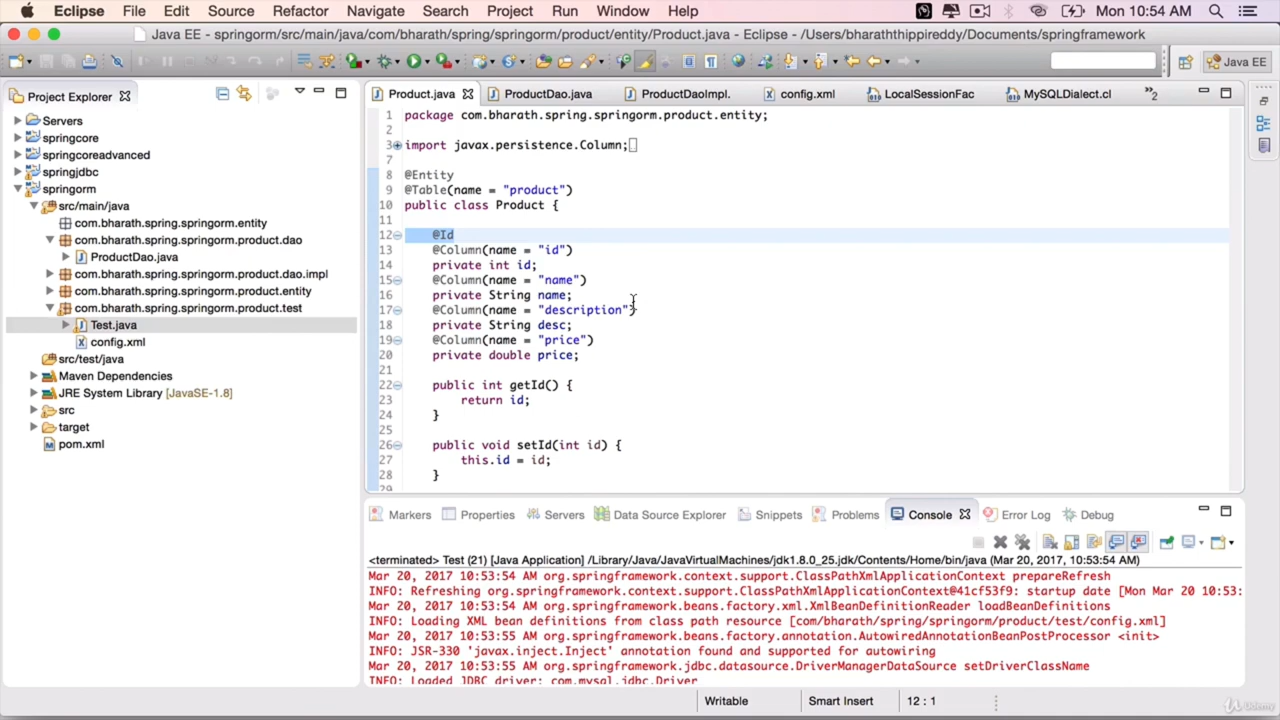 Eclipse File Edit Source Refactor Navigate Search Project Run Window Help Mon 10:54 AM
Java EE - springorm/src/main/java/com/bharath/spring/springorm/product/entity/Product.java - Eclipse - /Users/bharaththippireddy/Documents/springframework
Java EE
Project Explorer
Servers
springcore
springcoreadvanced
springjdbc
springorm
src/main/java
com.bharath.spring.springorm.entity
com.bharath.spring.springorm.product.dao
ProductDao.java
com.bharath.spring.springorm.product.dao.impl
com.bharath.spring.springorm.product.entity
com.bharath.spring.springorm.product.test
Test.java
config.xml
src/test/java
Maven Dependencies
JRE System Library [JavaSE-1.8]
src
target
pom.xml
Product.java ProductDao.java ProductDaoImpl. config.xml LocalSessionFac MySQLDialect.cl »2
1 package com.bharath.spring.springorm.product.entity;
2
3 import javax.persistence.Column;
7
8 @Entity
9 @Table(name = "product")
10 public class Product {
11
12 @Id
13 @Column(name = "id")
14 private int id;
15 @Column(name = "name")
16 private String name;
17 @Column(name = "description")
18 private String desc;
19 @Column(name = "price")
20 private double price;
21
22 public int getId() {
23 return id;
24 }
25
26 public void setId(int id) {
27 this.id = id;
28 }
29
Markers Properties Servers Data Source Explorer Snippets Problems Console Error Log Debug
<terminated> Test (21) [Java Application] /Library/Java/JavaVirtualMachines/jdk1.8.0_25.jdk/Contents/Home/bin/java (Mar 20, 2017 10:53:54 AM)
Mar 20, 2017 10:53:54 AM org.springframework.context.support.ClassPathXmlApplicationContext prepareRefresh
INFO: Refreshing org.springframework.context.support.ClassPathXmlApplicationContext@41cf53f9: startup date [Mon Mar 20 10:53:
Mar 20, 2017 10:53:54 AM org.springframework.beans.factory.xml.XmlBeanDefinitionReader loadBeanDefinitions
INFO: Loading XML bean definitions from class path resource [com/bharath/spring/springorm/product/test/config.xml]
Mar 20, 2017 10:53:55 AM org.springframework.beans.factory.annotation.AutowiredAnnotationBeanPostProcessor <init>
INFO: JSR-330 'javax.inject.Inject' annotation found and supported for autowiring
Mar 20, 2017 10:53:55 AM org.springframework.jdbc.datasource.DriverManagerDataSource setDriverClassName
INFO: Loaded JDBC driver: com.mysql.jdbc.Driver
Writable Smart Insert 12 : 1
Udemy